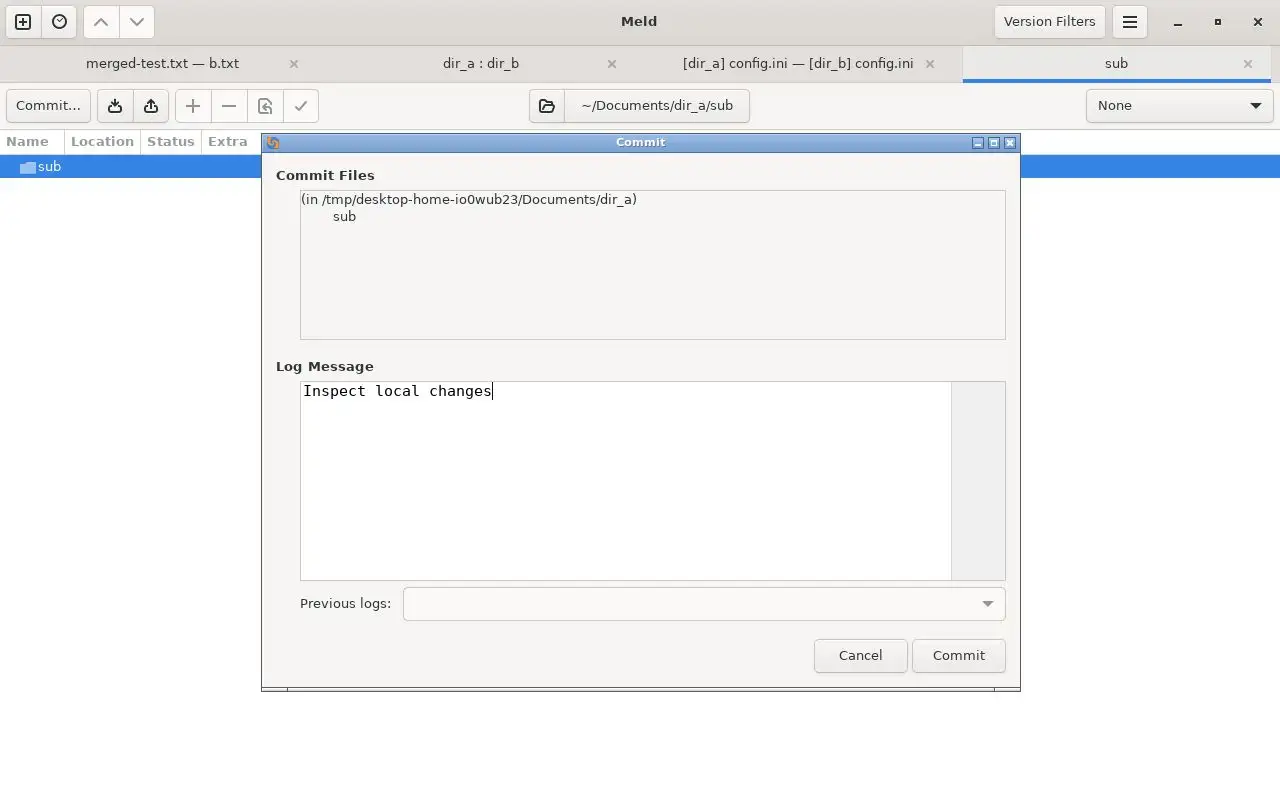 Meld
Version Filters
merged-test.txt — b.txt
dir_a : dir_b
[dir_a] config.ini — [dir_b] config.ini
sub
Commit...
~/Documents/dir_a/sub
None
Name
Location
Status
Extra
sub
Commit
Commit Files
(in /tmp/desktop-home-io0wub23/Documents/dir_a)
sub
Log Message
Inspect local changes
Previous logs:
Cancel
Commit